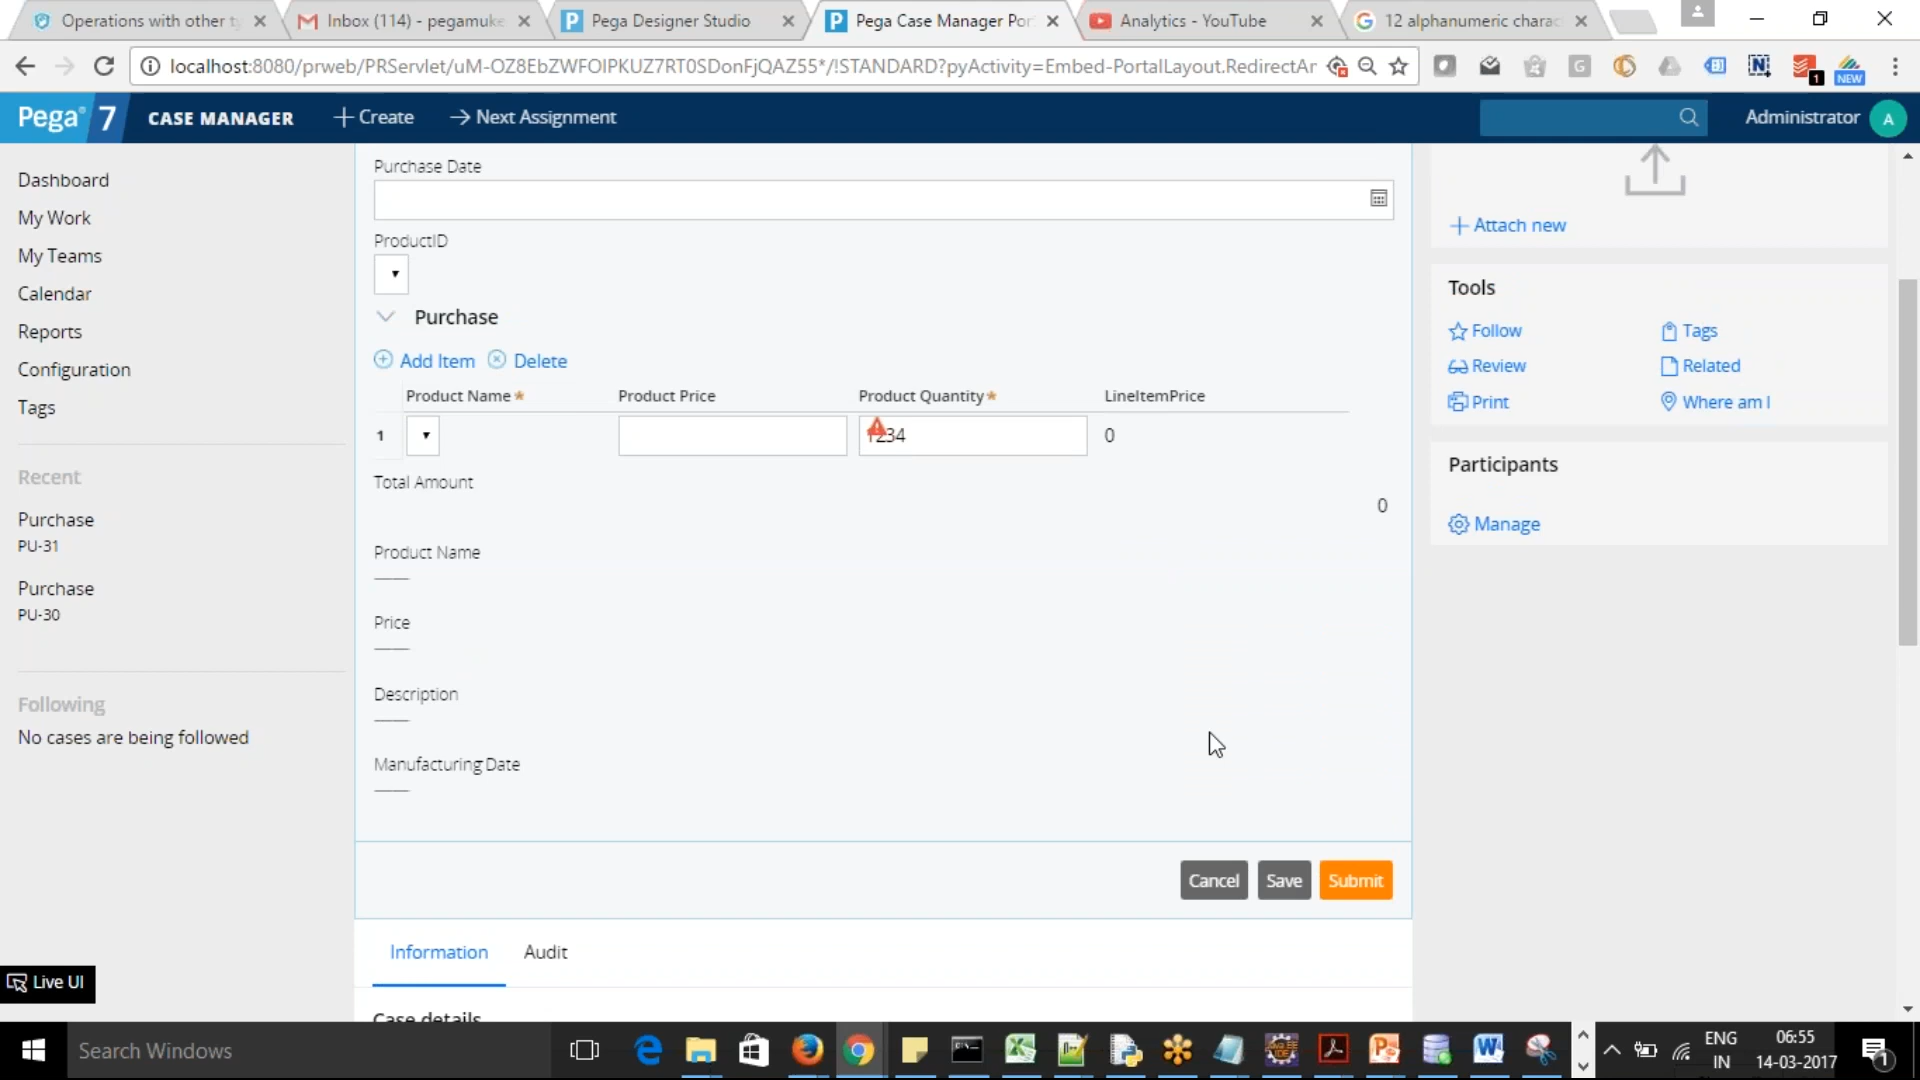 Operations with other ty
Inbox (114) - pegamuke
Pega Designer Studio
Pega Case Manager Por
Analytics - YouTube
12 alphanumeric charac
localhost:8080/prweb/PRServlet/uM-OZ8EbZWFOIPKUZ7RT0SDonFjQAZ55*/!STANDARD?pyActivity=Embed-PortalLayout.RedirectAr
1
NEW
Pega 7
CASE MANAGER
Create
Next Assignment
Administrator
A
Dashboard
My Work
My Teams
Calendar
Reports
Configuration
Tags
Recent
Purchase
PU-31
Purchase
PU-30
Following
No cases are being followed
Live UI
Purchase Date
ProductID
Purchase
Add Item
Delete
Product Name*
Product Price
Product Quantity*
LineItemPrice
1
1234
0
Total Amount
0
Product Name
Price
Description
Manufacturing Date
Cancel
Save
Submit
Information
Audit
Case details
Attach new
Tools
Follow
Tags
Review
Related
Print
Where am I
Participants
Manage
Search Windows
ENG
IN
06:55
14-03-2017
1